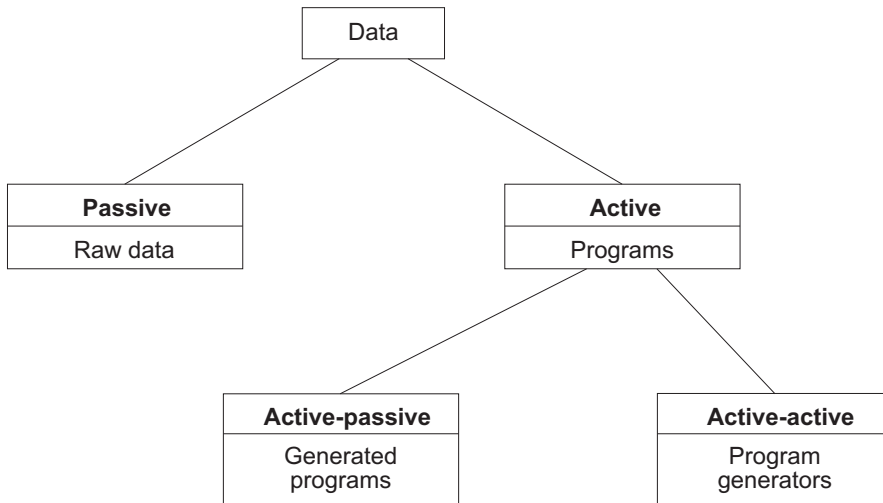 Data
Passive
Raw data
Active
Programs
Active-passive
Generated
programs
Active-active
Program
generators